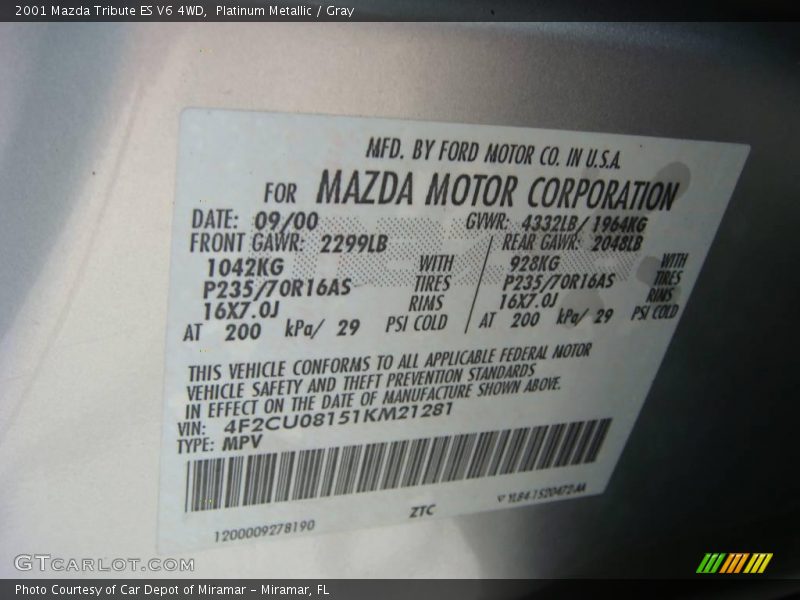 2001 Mazda Tribute ES V6 4WD, Platinum Metallic / Gray
MFD. BY FORD MOTOR CO. IN U.S.A.
FOR MAZDA MOTOR CORPORATION
DATE: 09/00 GVWR: 4332LB/ 1964KG
FRONT GAWR: 2299LB REAR GAWR: 2048LB
1042KG WITH 928KG WITH
P235/70R16AS TIRES P235/70R16AS TIRES
16X7.0J RIMS 16X7.0J RIMS
AT 200 kPa/ 29 PSI COLD AT 200 kPa/ 29 PSI COLD
THIS VEHICLE CONFORMS TO ALL APPLICABLE FEDERAL MOTOR
VEHICLE SAFETY AND THEFT PREVENTION STANDARDS
IN EFFECT ON THE DATE OF MANUFACTURE SHOWN ABOVE.
VIN: 4F2CU08151KM21281
TYPE: MPV
1200009278190 ZTC YL84-1520472-AA
GTCARLOT.COM
Photo Courtesy of Car Depot of Miramar - Miramar, FL